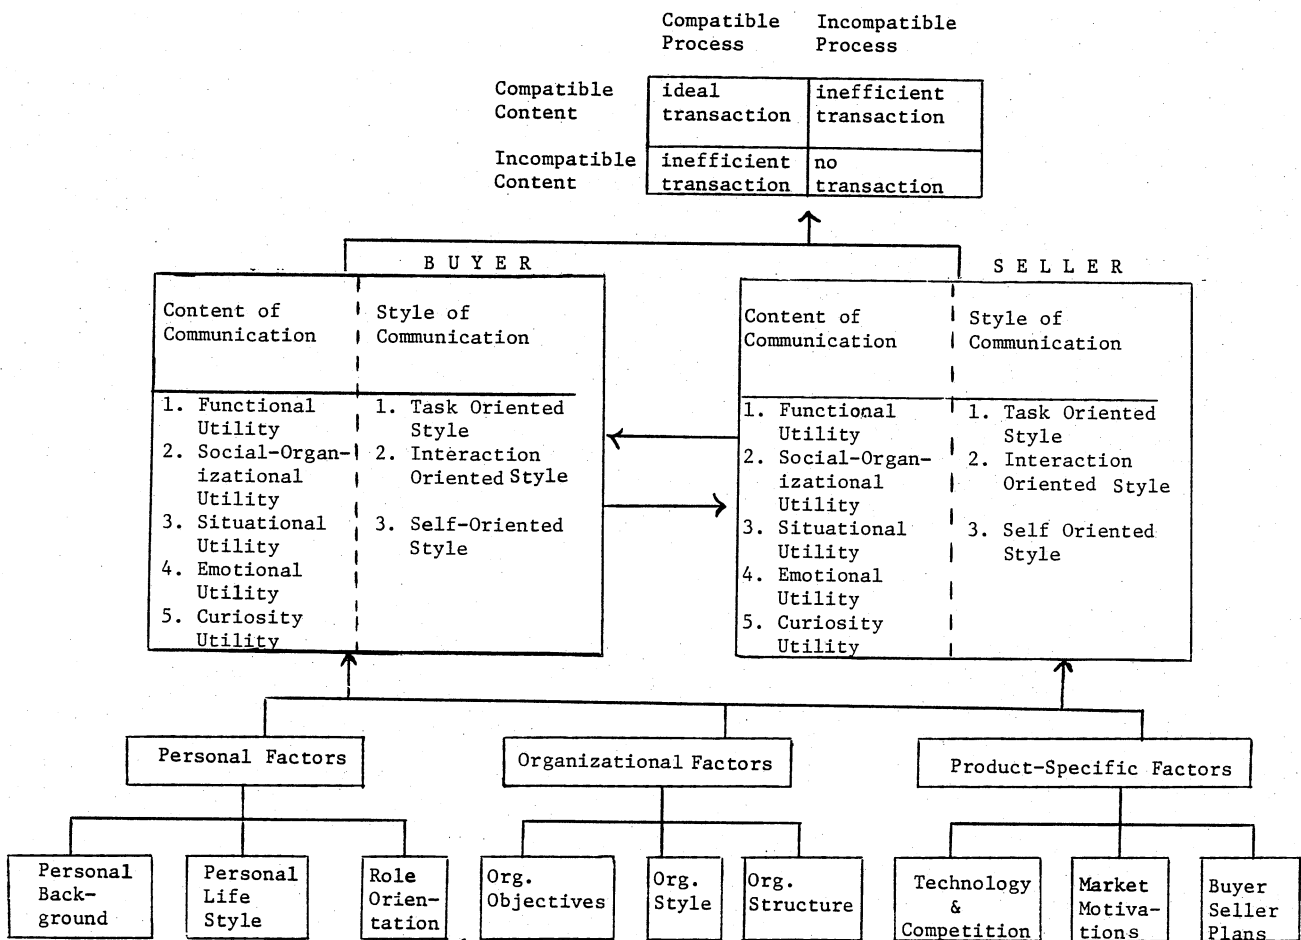 Compatible Process
Incompatible Process
Compatible Content
ideal transaction
inefficient transaction
Incompatible Content
inefficient transaction
no transaction
B U Y E R
Content of
Communication
Style of
Communication
1. Functional
Utility
2. Social-Organ-
izational
Utility
3. Situational
Utility
4. Emotional
Utility
5. Curiosity
Utility
1. Task Oriented
Style
2. Interaction
Oriented Style
3. Self-Oriented
Style
S E L L E R
Content of
Communication
Style of
Communication
1. Functional
Utility
2. Social-Organ-
izational
Utility
3. Situational
Utility
4. Emotional
Utility
5. Curiosity
Utility
1. Task Oriented
Style
2. Interaction
Oriented Style
3. Self Oriented
Style
Personal Factors
Organizational Factors
Product-Specific Factors
Personal
Back-
ground
Personal
Life
Style
Role
Orien-
tation
Org.
Objectives
Org.
Style
Org.
Structure
Technology
&
Competition
Market
Motiva-
tions
Buyer
Seller
Plans